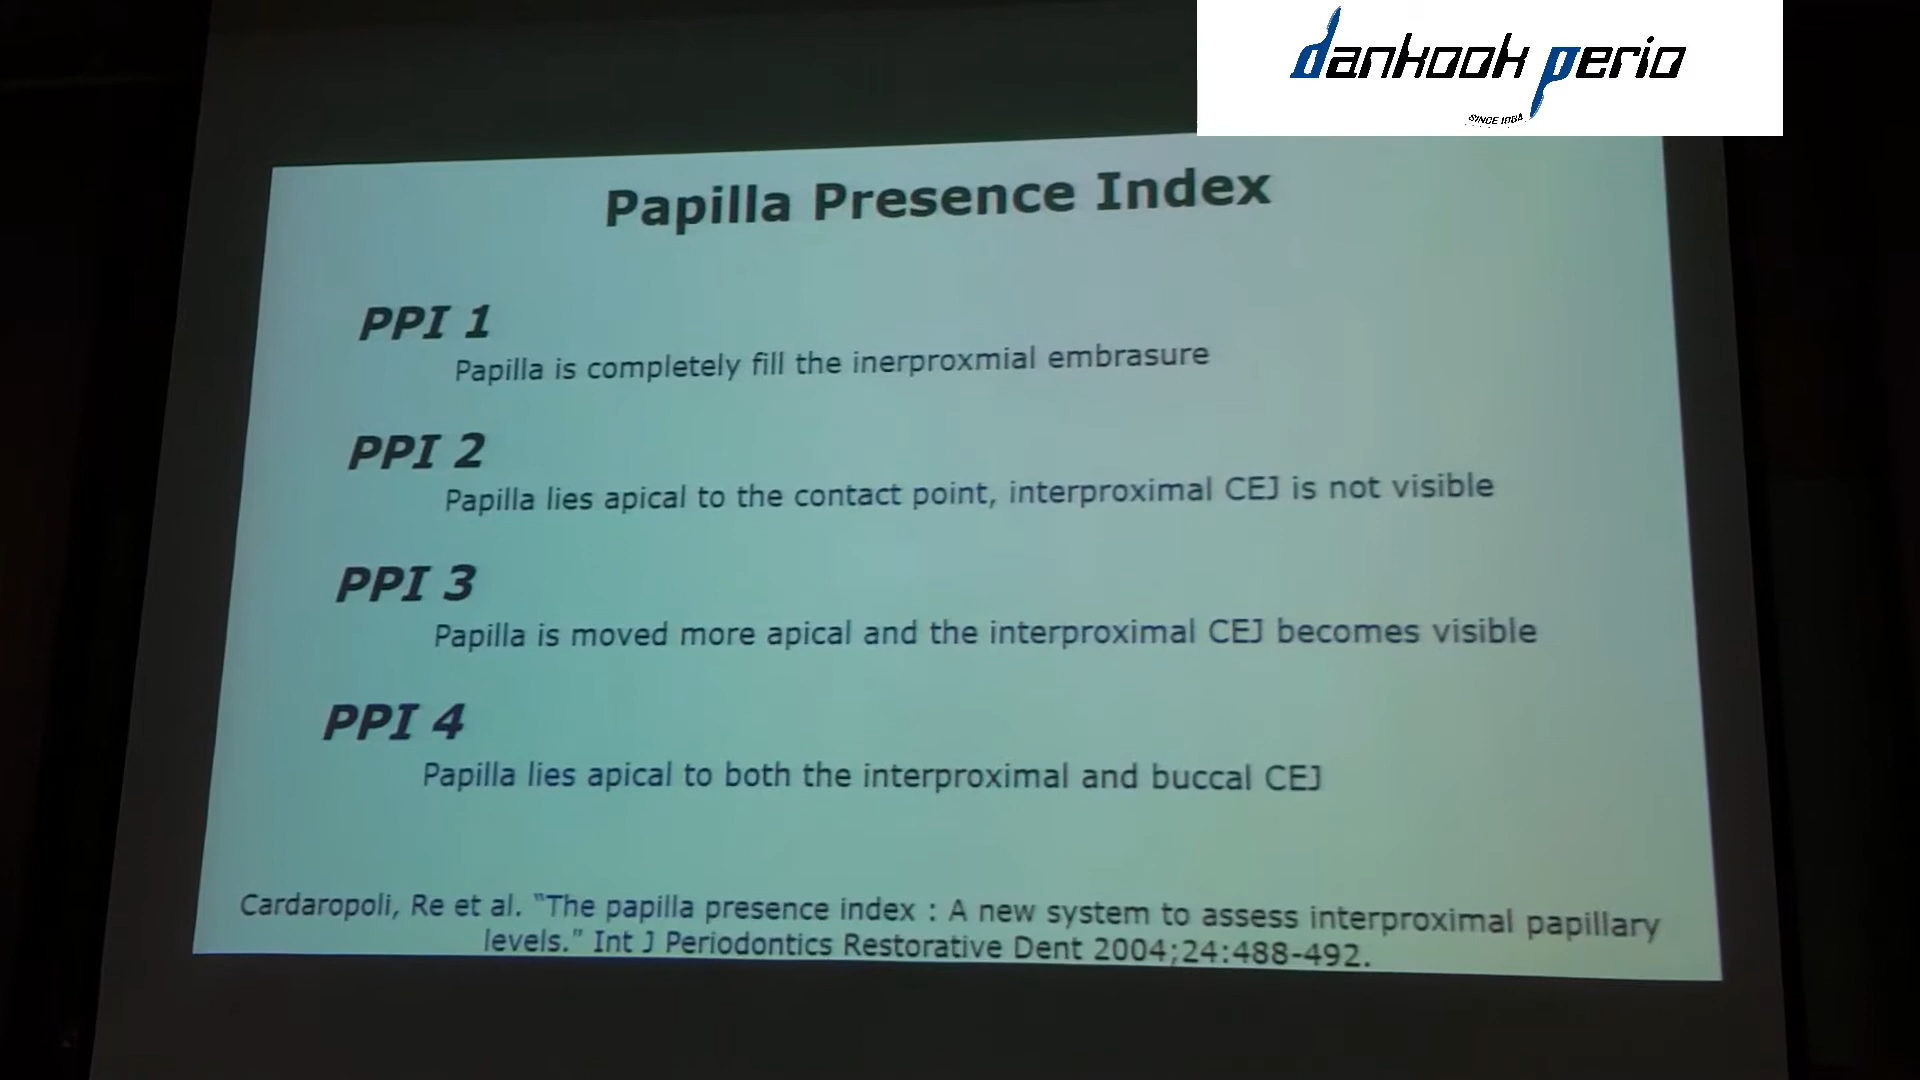 dankook perio
SINCE 1984
Papilla Presence Index
PPI 1
Papilla is completely fill the inerproxmial embrasure
PPI 2
Papilla lies apical to the contact point, interproximal CEJ is not visible
PPI 3
Papilla is moved more apical and the interproximal CEJ becomes visible
PPI 4
Papilla lies apical to both the interproximal and buccal CEJ
Cardaropoli, Re et al. "The papilla presence index : A new system to assess interproximal papillary
levels." Int J Periodontics Restorative Dent 2004;24:488-492.